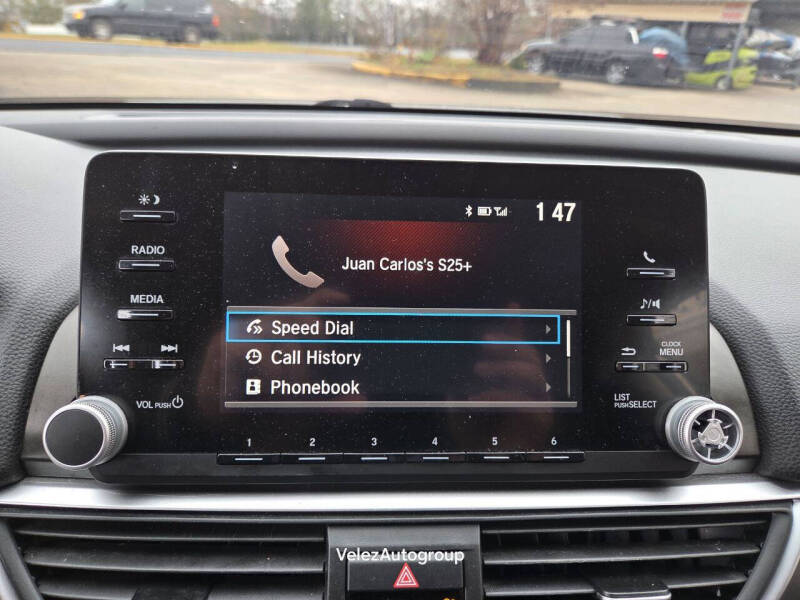 1 47
Juan Carlos's S25+
Speed Dial
Call History
Phonebook
RADIO
MEDIA
VOL PUSH
CLOCK
MENU
LIST
PUSH SELECT
1 2 3 4 5 6
VelezAutogroup